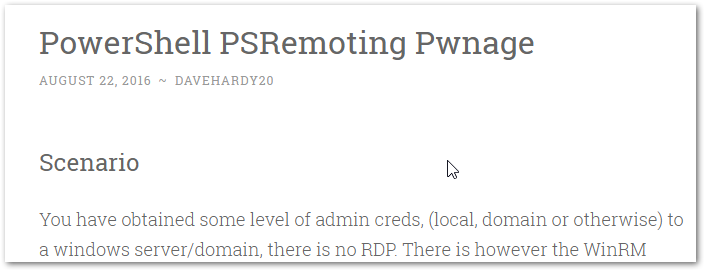 PowerShell PSRemoting Pwnage
AUGUST 22, 2016 ~ DAVEHARDY20
Scenario
You have obtained some level of admin creds, (local, domain or otherwise) to
a windows server/domain, there is no RDP. There is however the WinRM